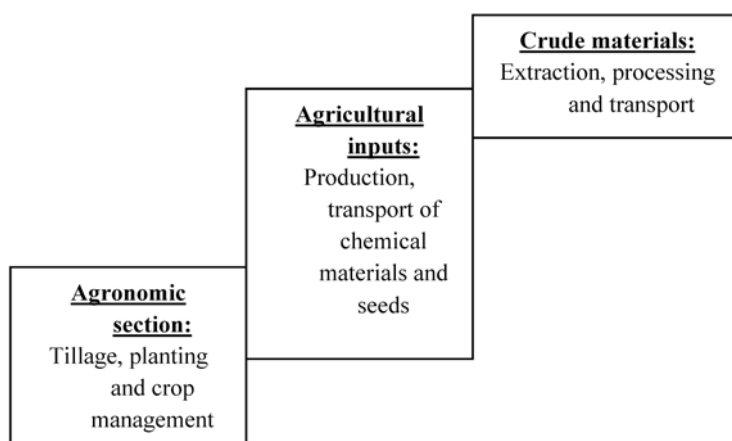 Crude materials:
Extraction, processing
and transport
Agricultural
inputs:
Production,
transport of
chemical
materials and
seeds
Agronomic
section:
Tillage, planting
and crop
management